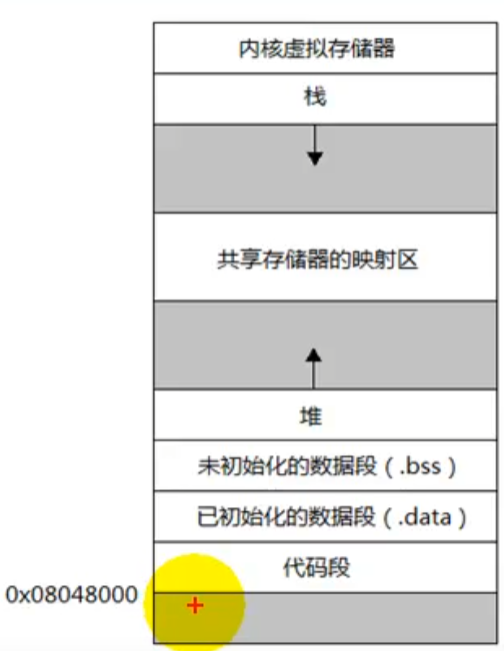 内核虚拟存储器
栈
共享存储器的映射区
堆
未初始化的数据段（.bss）
已初始化的数据段（.data）
代码段
0x08048000